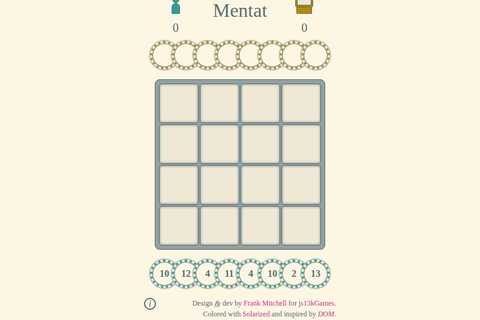 Mentat
0 0
10 12 4 11 4 10 2 13
i Design & dev by Frank Mitchell for js13kGames.
Colored with Solarized and inspired by DOM.